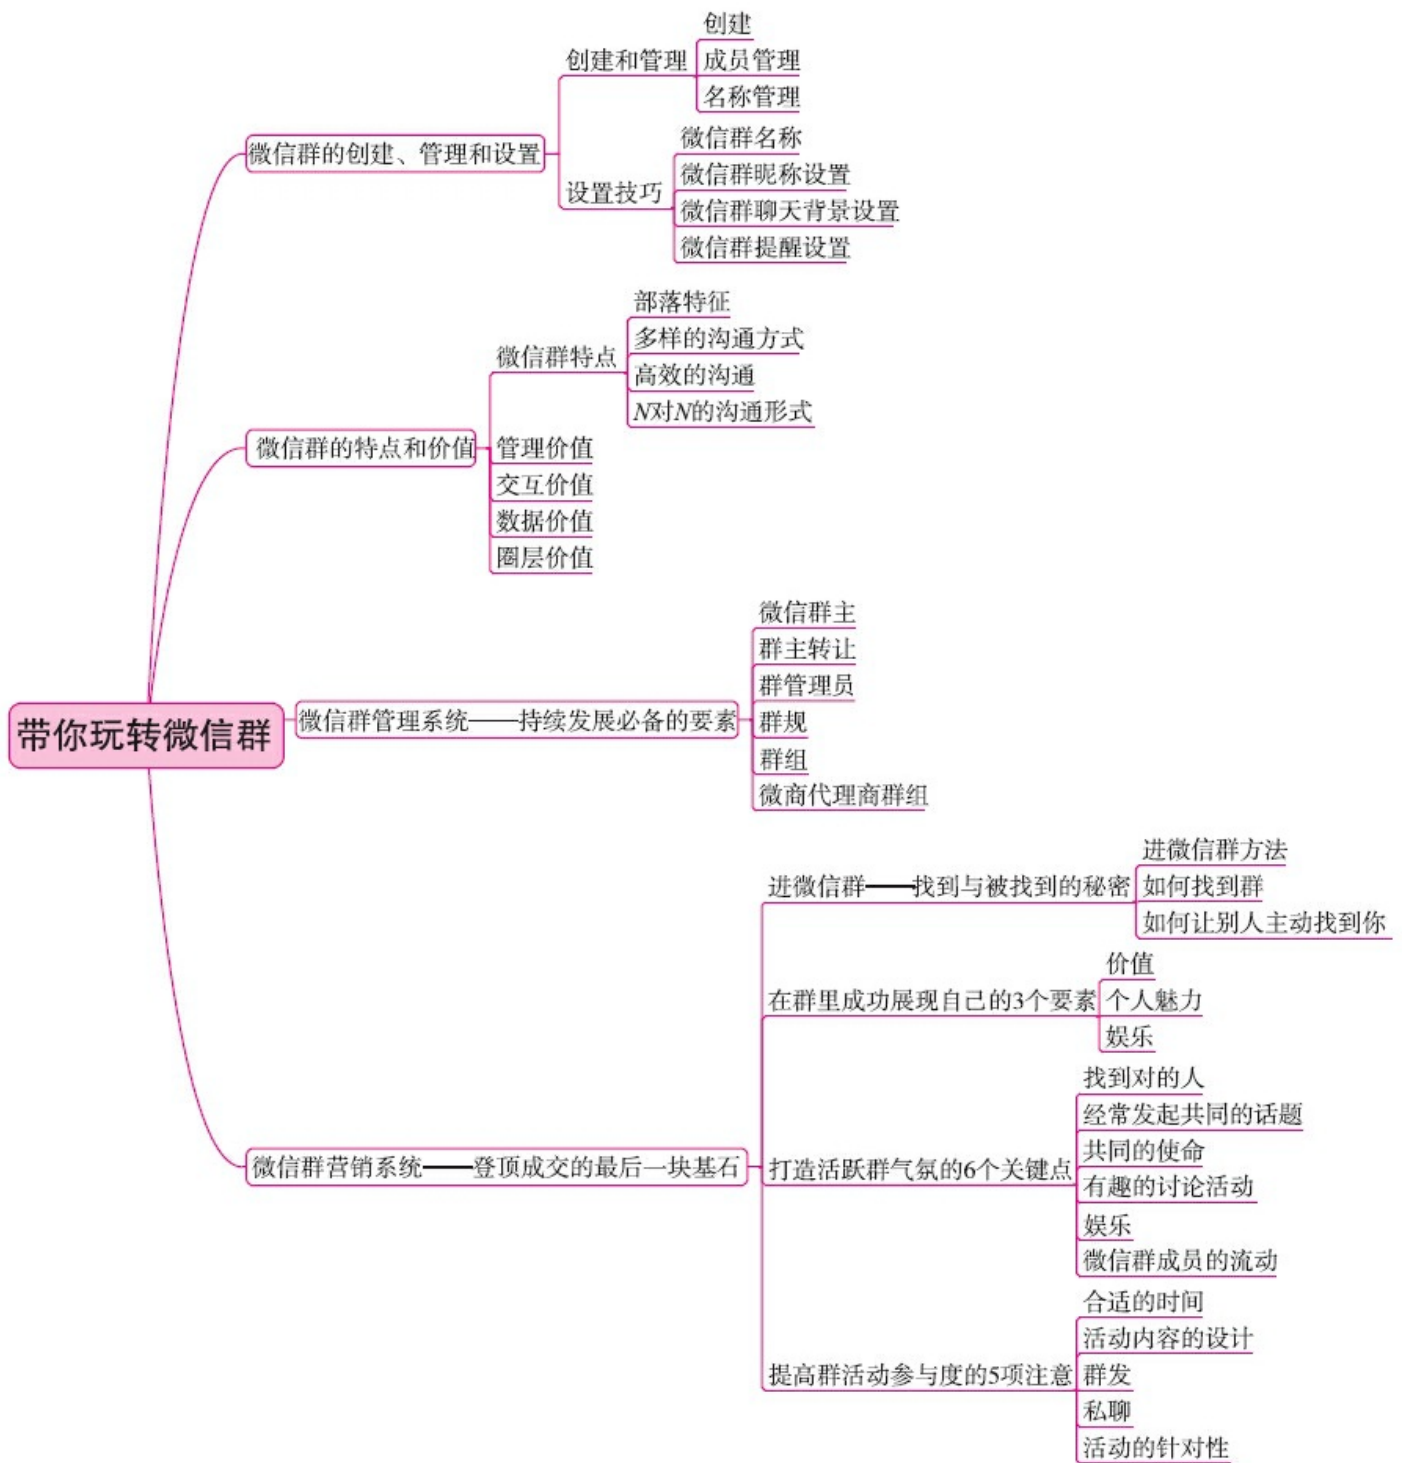 带你玩转微信群
微信群的创建、管理和设置
创建和管理
创建
成员管理
名称管理
设置技巧
微信群名称
微信群昵称设置
微信群聊天背景设置
微信群提醒设置
微信群的特点和价值
微信群特点
部落特征
多样的沟通方式
高效的沟通
N对N的沟通形式
管理价值
交互价值
数据价值
圈层价值
微信群管理系统——持续发展必备的要素
微信群主
群主转让
群管理员
群规
群组
微商代理商群组
微信群营销系统——登顶成交的最后一块基石
进微信群——找到与被找到的秘密
进微信群方法
如何找到群
如何让别人主动找到你
在群里成功展现自己的3个要素
价值
个人魅力
娱乐
打造活跃群气氛的6个关键点
找到对的人
经常发起共同的话题
共同的使命
有趣的讨论活动
娱乐
微信群成员的流动
提高群活动参与度的5项注意
合适的时间
活动内容的设计
群发
私聊
活动的针对性